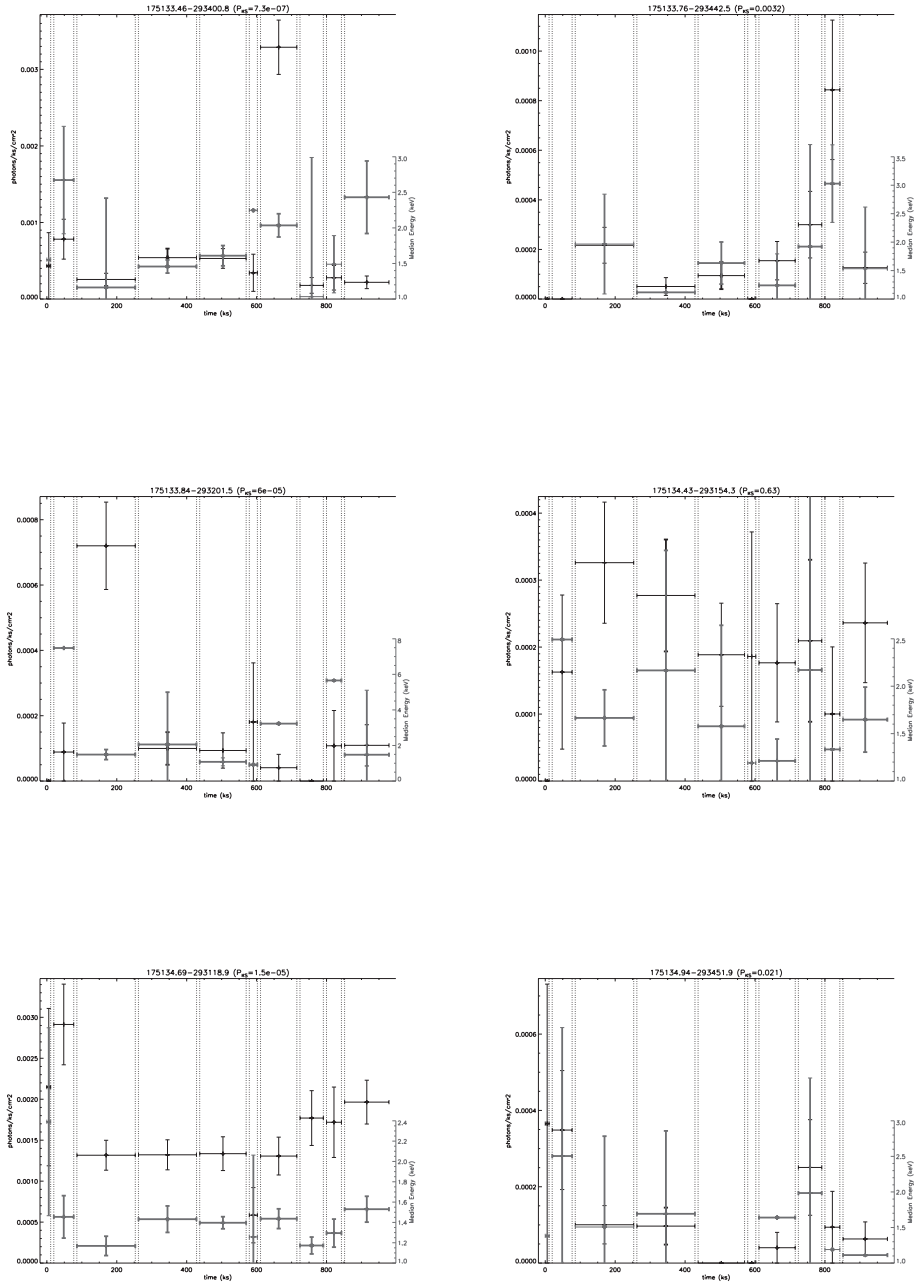 175133.46−293400.8 (PKS=7.3e−07)
0.003
0.002
0.001
0.000
photons/ks/cm2
3.0
2.5
2.0
1.5
1.0
Median Energy (keV)
0 200 400 600 800
time (ks)
175133.76−293442.5 (PKS=0.0032)
0.0010
0.0008
0.0006
0.0004
0.0002
0.0000
photons/ks/cm2
3.5
3.0
2.5
2.0
1.5
1.0
Median Energy (keV)
0 200 400 600 800
time (ks)
175133.84−293201.5 (PKS=6e−05)
0.0008
0.0006
0.0004
0.0002
0.0000
photons/ks/cm2
8
6
4
2
0
Median Energy (keV)
0 200 400 600 800
time (ks)
175134.43−293154.3 (PKS=0.63)
0.0004
0.0003
0.0002
0.0001
0.0000
photons/ks/cm2
2.5
2.0
1.5
1.0
Median Energy (keV)
0 200 400 600 800
time (ks)
175134.69−293118.9 (PKS=1.5e−05)
0.0030
0.0025
0.0020
0.0015
0.0010
0.0005
0.0000
photons/ks/cm2
2.4
2.2
2.0
1.8
1.6
1.4
1.2
1.0
Median Energy (keV)
0 200 400 600 800
time (ks)
175134.94−293451.9 (PKS=0.021)
0.0006
0.0004
0.0002
0.0000
photons/ks/cm2
3.0
2.5
2.0
1.5
1.0
Median Energy (keV)
0 200 400 600 800
time (ks)